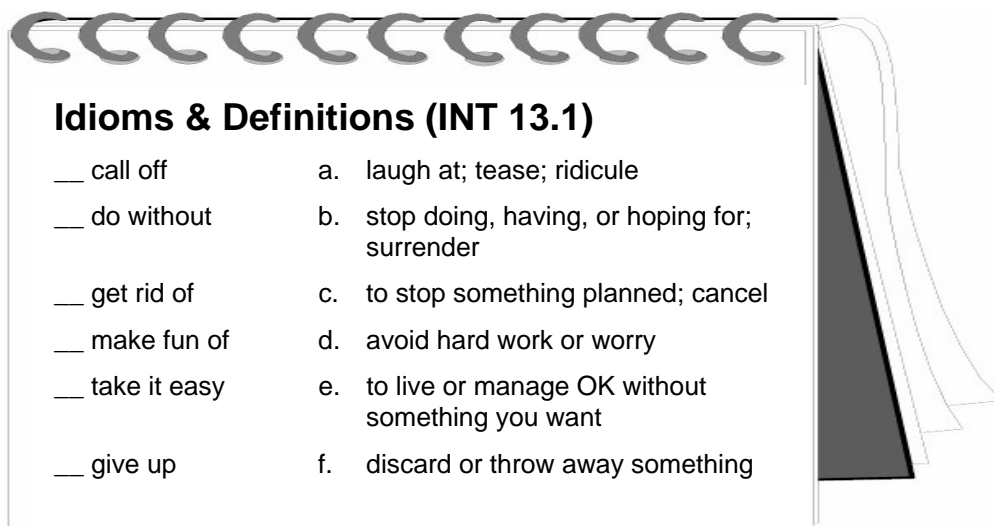 Idioms & Definitions (INT 13.1)
__ call off a. laugh at; tease; ridicule
__ do without b. stop doing, having, or hoping for;
surrender
__ get rid of c. to stop something planned; cancel
__ make fun of d. avoid hard work or worry
__ take it easy e. to live or manage OK without
something you want
__ give up f. discard or throw away something